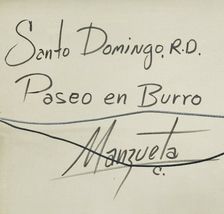 Santo Domingo, R.D.
Paseo en Burro
Manzueta
C.